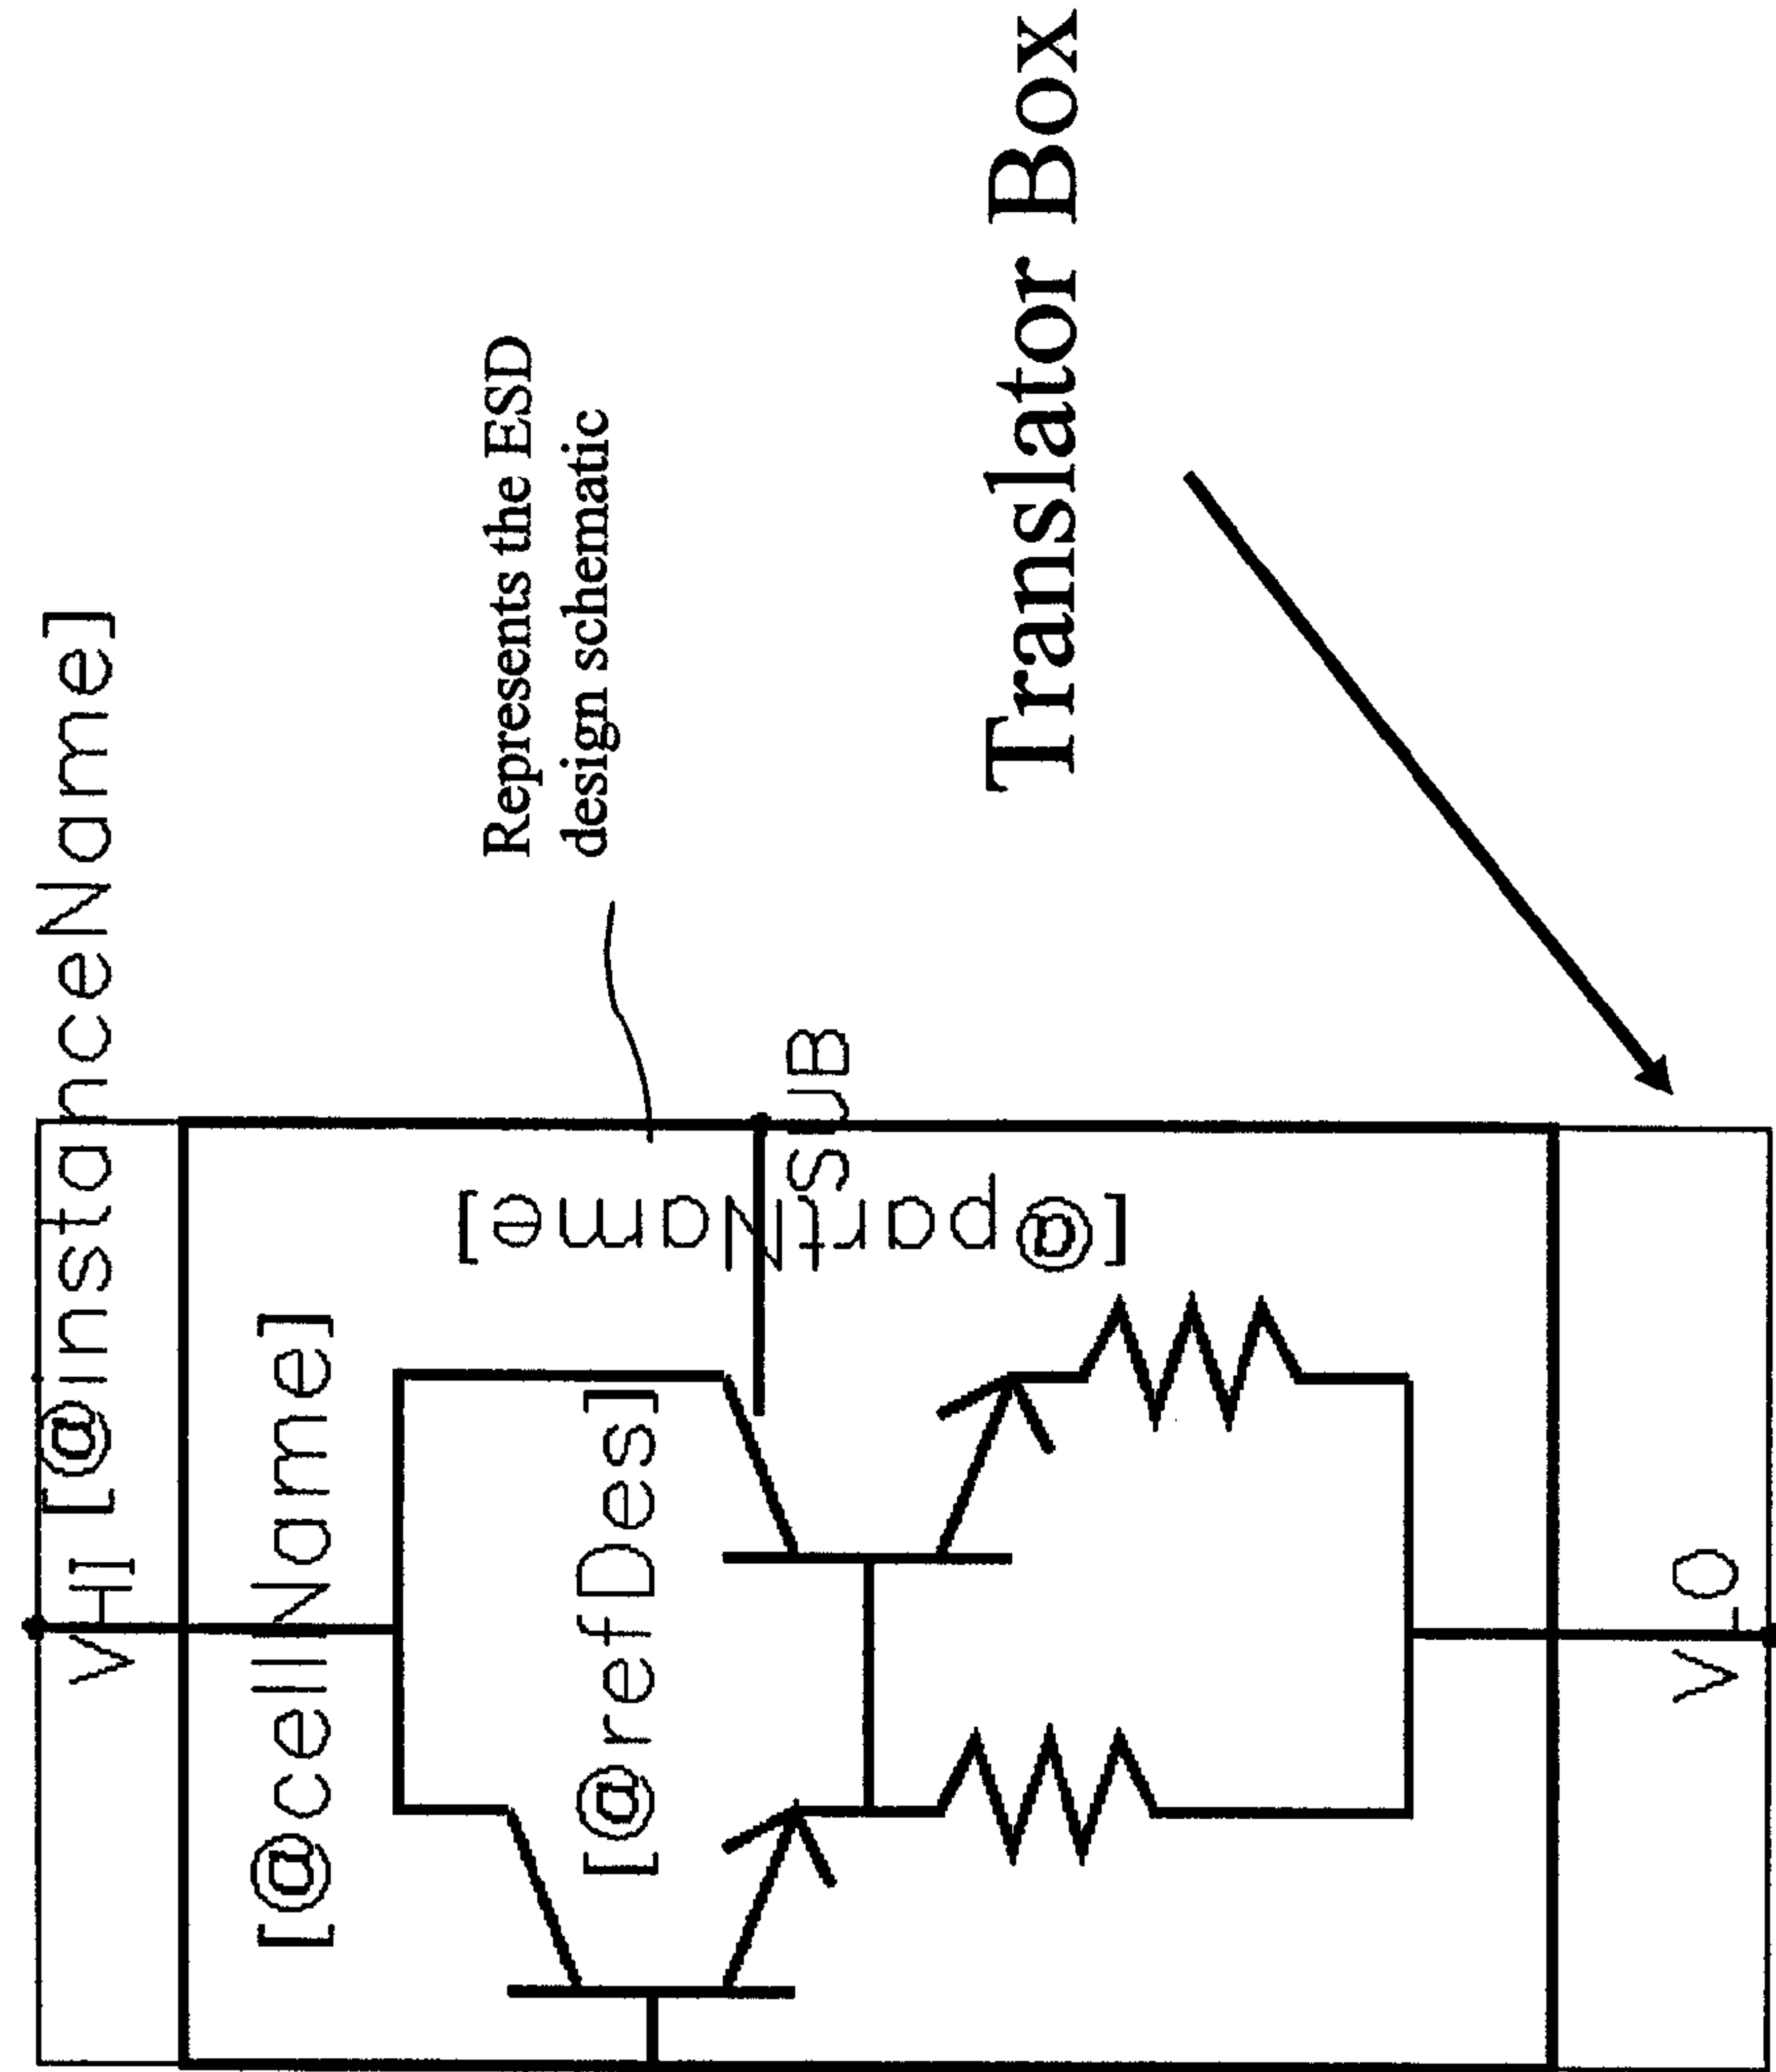 VHI [@instanceName]
[@cellName]
Represents the ESD
design schematic
[@refDes]
SUB
[@partName]
Translator Box
VLO